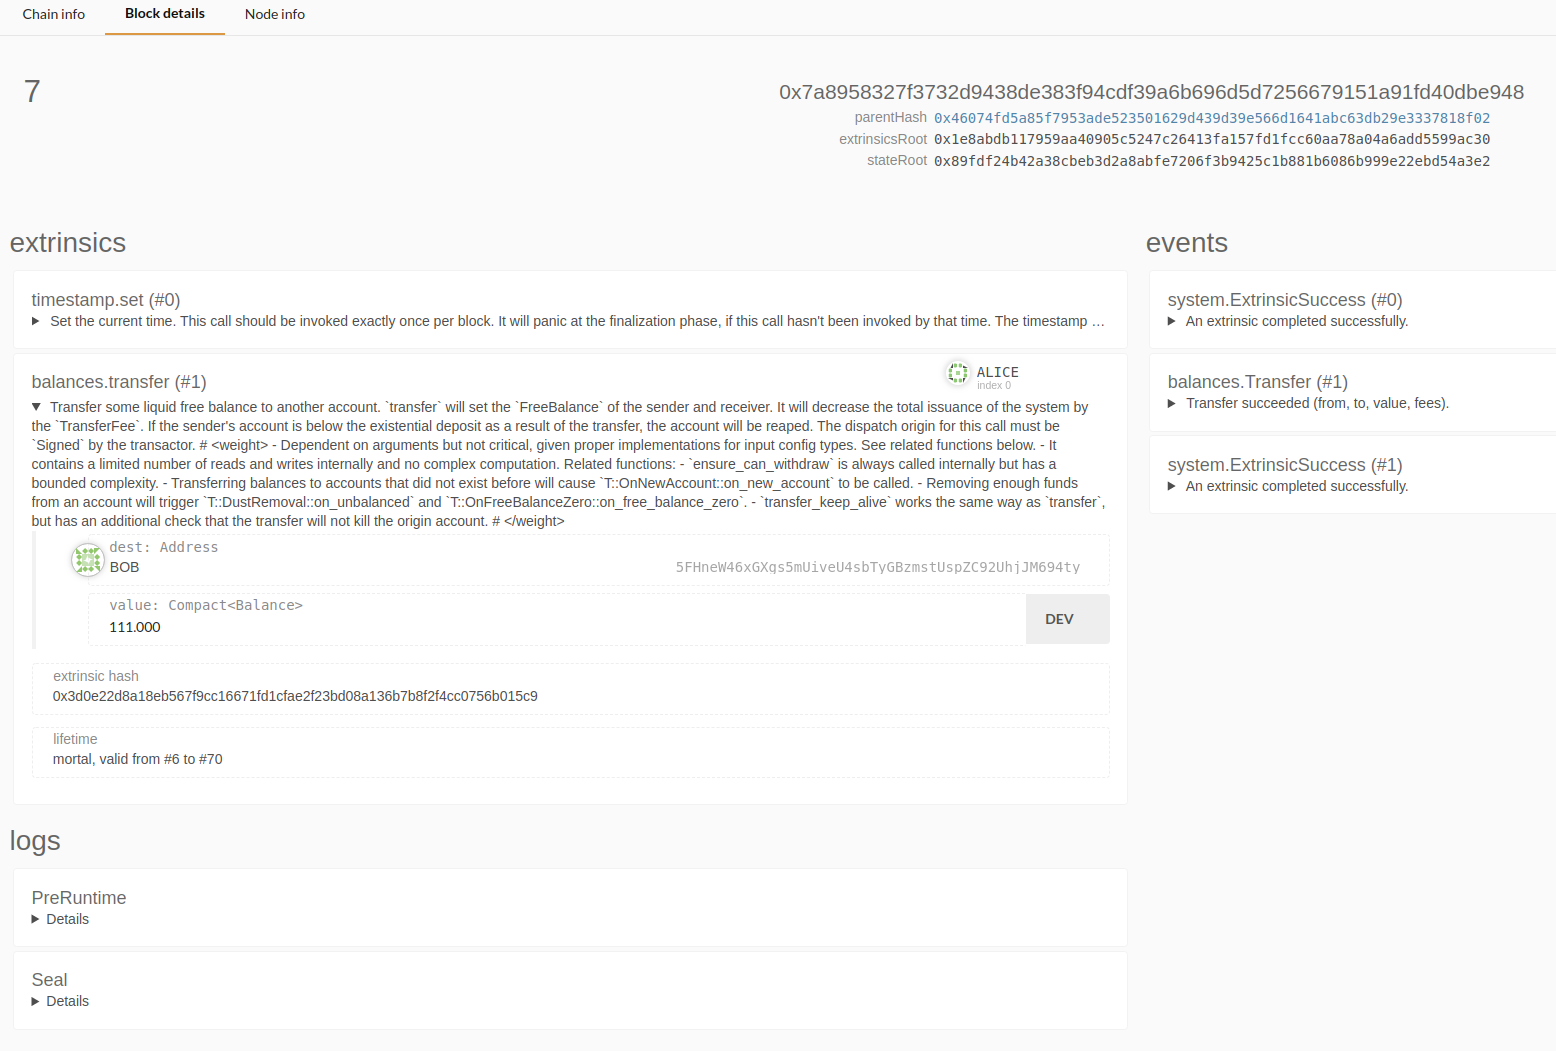 Chain info
Block details
Node info
7
0x7a8958327f3732d9438de383f94cdf39a6b696d5d7256679151a91fd40dbe948
parentHash 0x46074fd5a85f7953ade523501629d439d39e566d1641abc63db29e3337818f02
extrinsicsRoot 0x1e8abdb117959aa40905c5247c26413fa157fd1fcc60aa78a04a6add5599ac30
stateRoot 0x89fdf24b42a38cbeb3d2a8abfe7206f3b9425c1b881b6086b999e22ebd54a3e2
extrinsics
timestamp.set (#0)
Set the current time. This call should be invoked exactly once per block. It will panic at the finalization phase, if this call hasn't been invoked by that time. The timestamp …
balances.transfer (#1)
ALICE
index 0
Transfer some liquid free balance to another account. `transfer` will set the `FreeBalance` of the sender and receiver. It will decrease the total issuance of the system by
the `TransferFee`. If the sender's account is below the existential deposit as a result of the transfer, the account will be reaped. The dispatch origin for this call must be
`Signed` by the transactor. # <weight> - Dependent on arguments but not critical, given proper implementations for input config types. See related functions below. - It
contains a limited number of reads and writes internally and no complex computation. Related functions: - `ensure_can_withdraw` is always called internally but has a
bounded complexity. - Transferring balances to accounts that did not exist before will cause `T::OnNewAccount::on_new_account` to be called. - Removing enough funds
from an account will trigger `T::DustRemoval::on_unbalanced` and `T::OnFreeBalanceZero::on_free_balance_zero`. - `transfer_keep_alive` works the same way as `transfer`,
but has an additional check that the transfer will not kill the origin account. # </weight>
dest: Address
BOB 5FHneW46xGXgs5mUiveU4sbTyGBzmstUspZC92UhjJM694ty
value: Compact<Balance>
111.000
DEV
extrinsic hash
0x3d0e22d8a18eb567f9cc16671fd1cfae2f23bd08a136b7b8f2f4cc0756b015c9
lifetime
mortal, valid from #6 to #70
logs
PreRuntime
Details
Seal
Details
events
system.ExtrinsicSuccess (#0)
An extrinsic completed successfully.
balances.Transfer (#1)
Transfer succeeded (from, to, value, fees).
system.ExtrinsicSuccess (#1)
An extrinsic completed successfully.